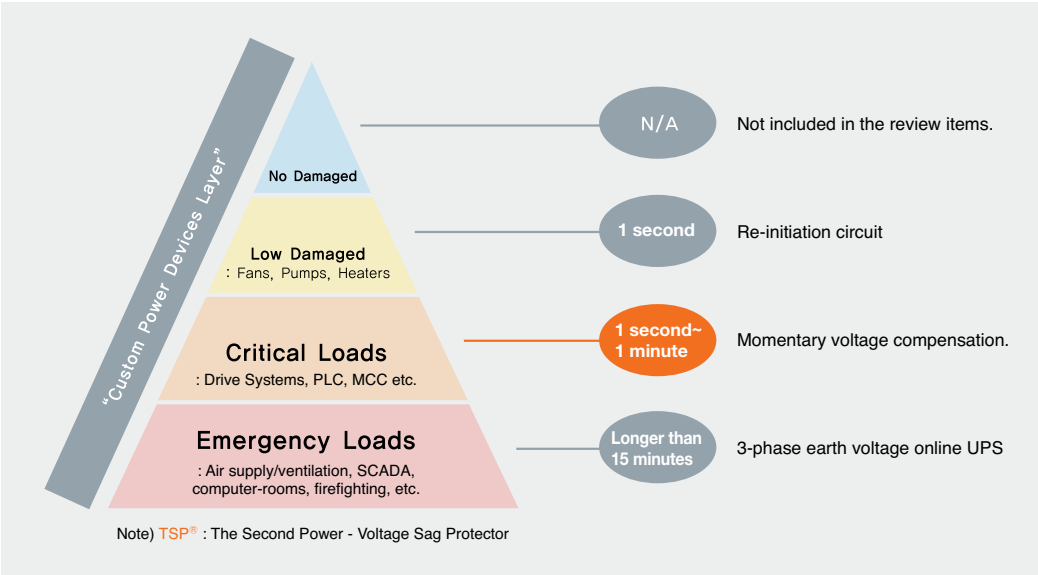 “Custom Power Devices Layer”
No Damaged
N/A
Not included in the review items.
Low Damaged
: Fans, Pumps, Heaters
1 second
Re-initiation circuit
Critical Loads
: Drive Systems, PLC, MCC etc.
1 second~
1 minute
Momentary voltage compensation.
Emergency Loads
: Air supply/ventilation, SCADA,
computer-rooms, firefighting, etc.
Longer than
15 minutes
3-phase earth voltage online UPS
Note) TSP® : The Second Power - Voltage Sag Protector